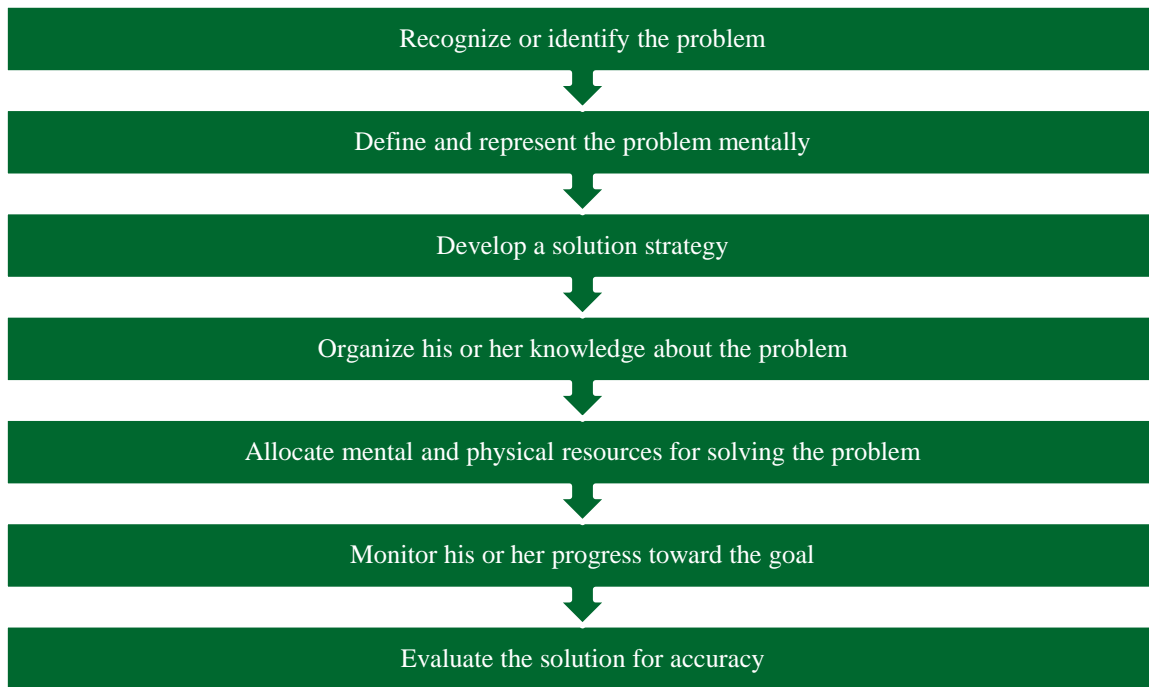 Recognize or identify the problem
Define and represent the problem mentally
Develop a solution strategy
Organize his or her knowledge about the problem
Allocate mental and physical resources for solving the problem
Monitor his or her progress toward the goal
Evaluate the solution for accuracy